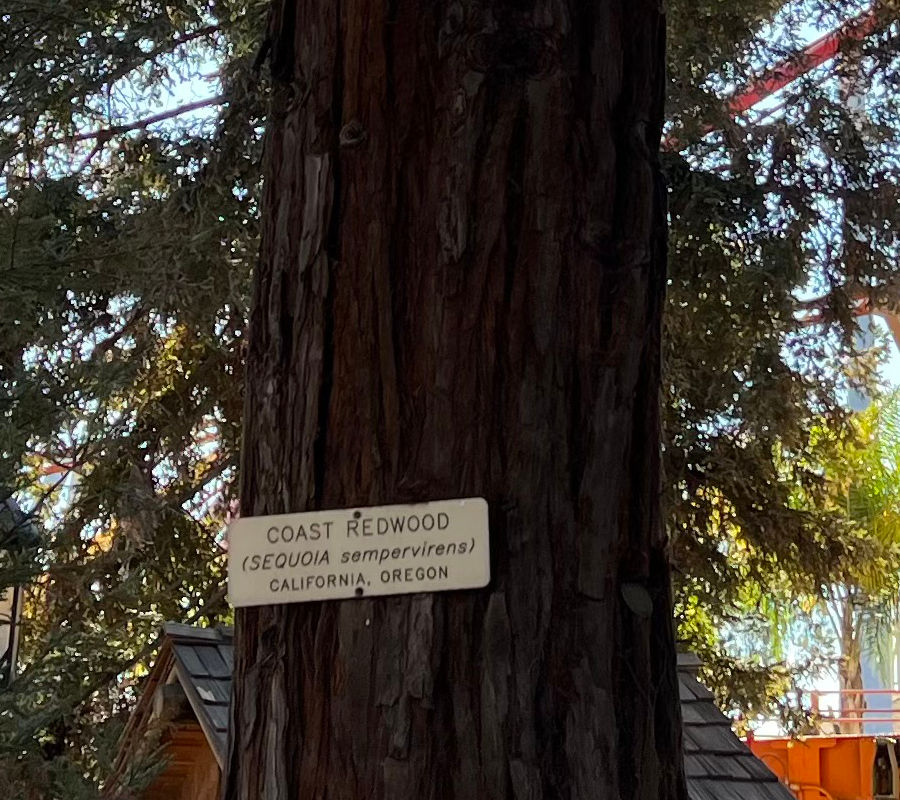 COAST REDWOOD
(SEQUOIA sempervirens)
CALIFORNIA, OREGON